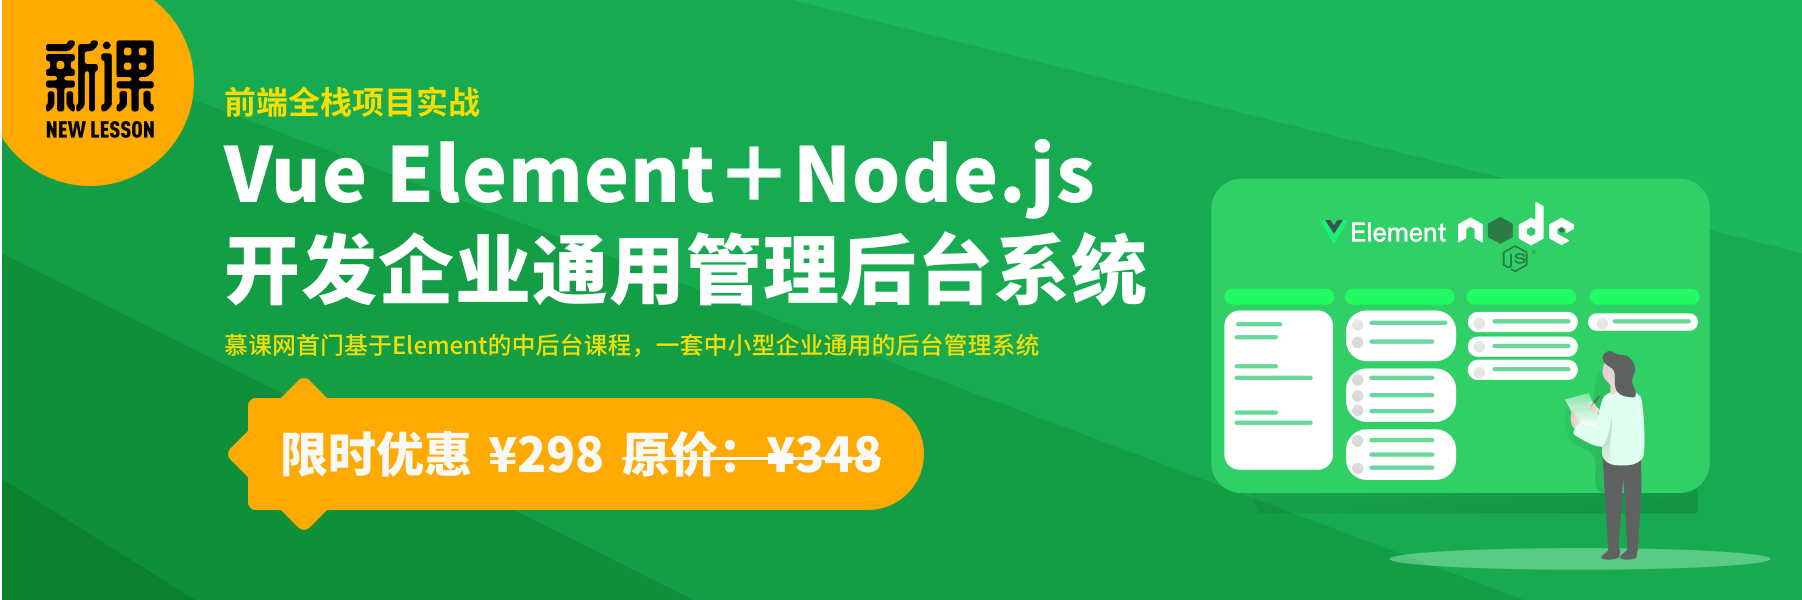 新课
NEW LESSON
前端全栈项目实战
Vue Element＋Node.js
开发企业通用管理后台系统
慕课网首门基于Element的中后台课程，一套中小型企业通用的后台管理系统
限时优惠 ¥298 原价：¥348
Element node
JS